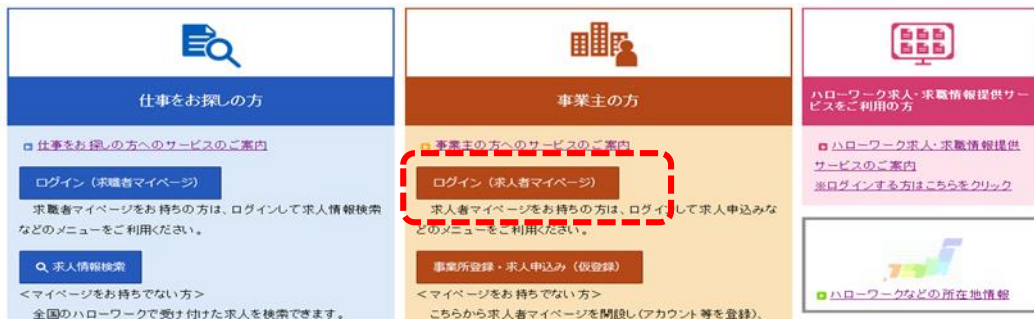 仕事をお探しの方
仕事をお探しの方へのサービスのご案内
ログイン（求職者マイページ）
求職者マイページをお持ちの方は、ログインして求人情報検索
などのメニューをご利用ください。
求人情報検索
＜マイページをお持ちでない方＞
全国のハローワークで受け付けた求人を検索できます。
事業主の方
事業主の方へのサービスのご案内
ログイン（求人者マイページ）
求人者マイページをお持ちの方は、ログインして求人申込みな
どのメニューをご利用ください。
事業所登録・求人申込み（仮登録）
＜マイページをお持ちでない方＞
こちらから求人者マイページを開設し（アカウント等を登録）、
ハローワーク求人・求職情報提供サー
ビスをご利用の方
ハローワーク求人・求職情報提供
サービスのご案内
※ログインする方はこちらをクリック
ハローワークなどの所在地情報